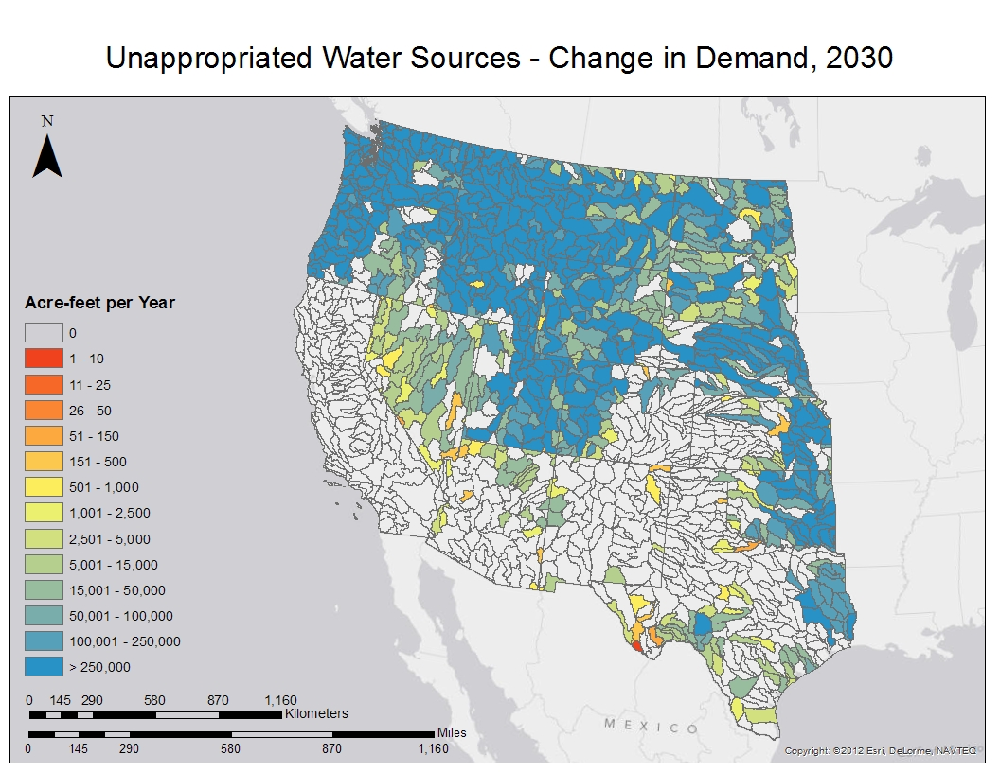 Unappropriated Water Sources - Change in Demand, 2030
N
Acre-feet per Year
0
1 - 10
11 - 25
26 - 50
51 - 150
151 - 500
501 - 1,000
1,001 - 2,500
2,501 - 5,000
5,001 - 15,000
15,001 - 50,000
50,001 - 100,000
100,001 - 250,000
> 250,000
0 145 290 580 870 1,160
Kilometers
Miles
0 145 290 580 870 1,160
MEXICO
Copyright: ©2012 Esri, DeLorme, NAVTEQ